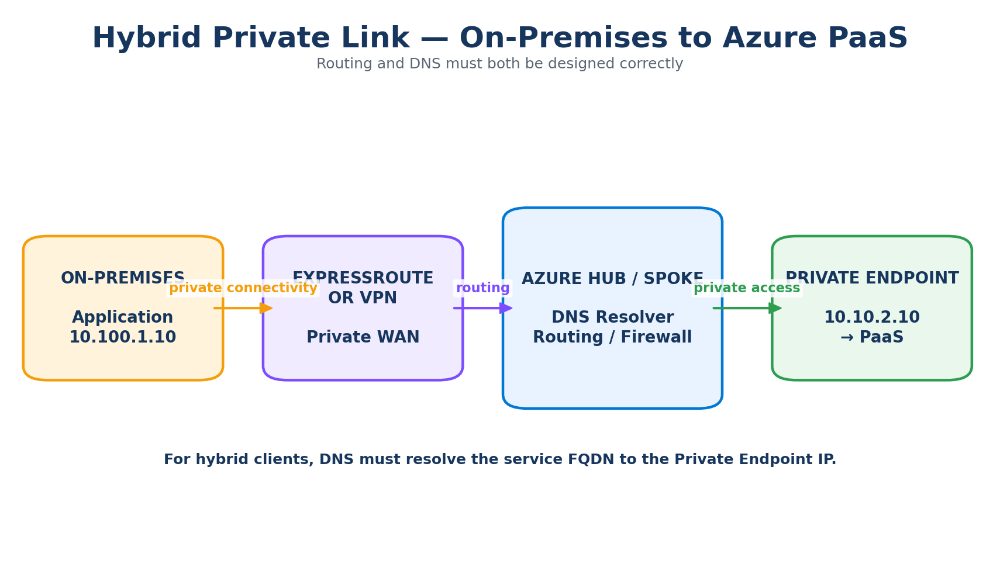 Hybrid Private Link — On-Premises to Azure PaaS
Routing and DNS must both be designed correctly
ON-PREMISES
Application
10.100.1.10
private connectivity
EXPRESSROUTE
OR VPN
Private WAN
routing
AZURE HUB / SPOKE
DNS Resolver
Routing / Firewall
private access
PRIVATE ENDPOINT
10.10.2.10
→ PaaS
For hybrid clients, DNS must resolve the service FQDN to the Private Endpoint IP.